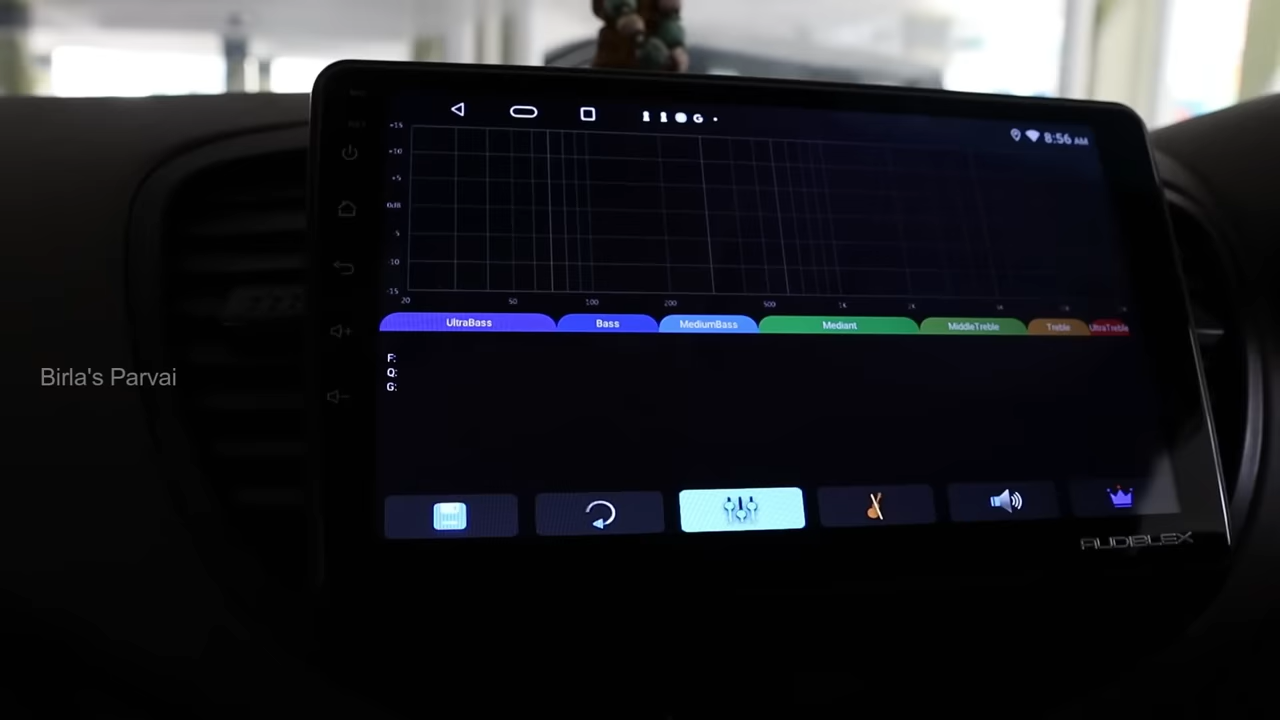 G
8:56 AM
+15
+10
+5
0dB
-5
-10
-15
20 50 100 200 500 1K 2K
UltraBass Bass MediumBass Mediant MiddleTreble Treble UltraTreble
F:
Q:
G:
Birla's Parvai
AUDIBLEX